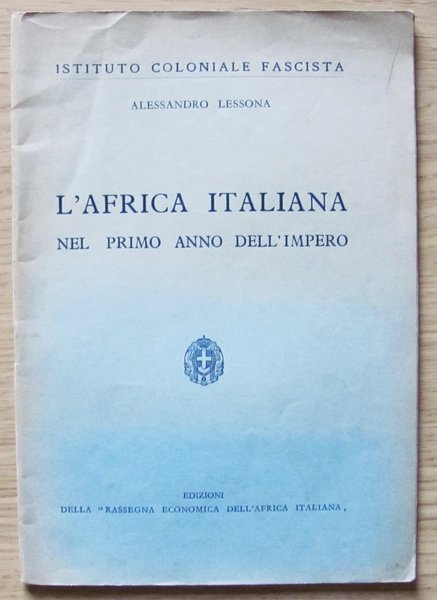 ISTITUTO COLONIALE FASCISTA
ALESSANDRO LESSONA
L'AFRICA ITALIANA
NEL PRIMO ANNO DELL'IMPERO
EDIZIONI
DELLA "RASSEGNA ECONOMICA DELL'AFRICA ITALIANA„